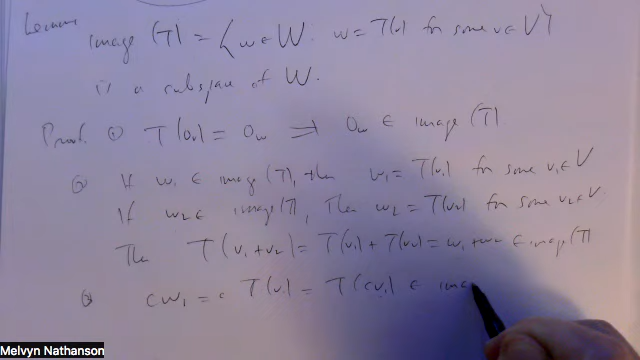 Lemma
image (T) = { w ∈ W. w = T(v) for some v ∈ V }
is a subspace of W.
Proof. ① T(0v) = 0w ⇒ 0w ∈ image (T)
② If w₁ ∈ image (T), then w₁ = T(v₁) for some v₁ ∈ V
If w₂ ∈ image (T), Then w₂ = T(v₂) for some v₂ ∈ V.
Then T(v₁+v₂) = T(v₁) + T(v₂) = w₁ + w₂ ∈ image (T)
③ cw₁ = c T(v₁) = T(cv₁) ∈ imag
Melvyn Nathanson